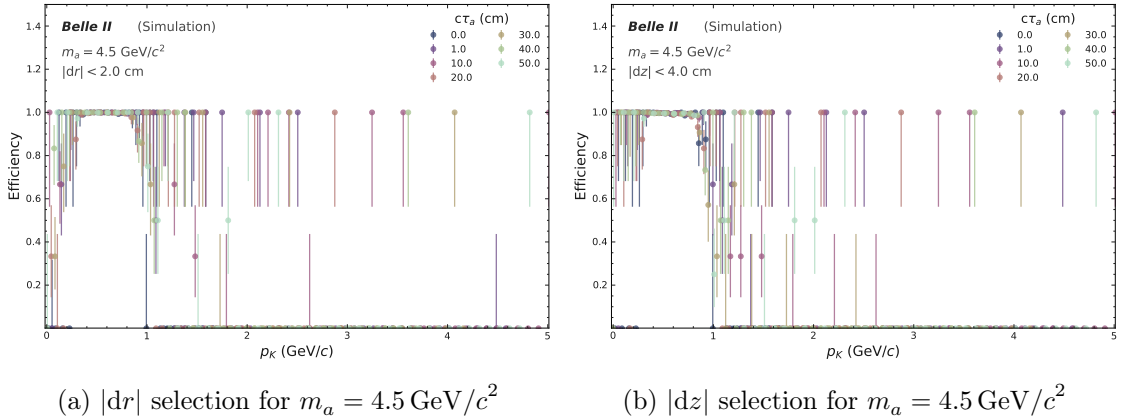 Belle II (Simulation)
m_a = 4.5 GeV/c^2
|dr| < 2.0 cm
cτ_a (cm)
0.0 30.0
1.0 40.0
10.0 50.0
20.0
Efficiency
1.4
1.2
1.0
0.8
0.6
0.4
0.2
0 1 2 3 4 5
p_K (GeV/c)
(a) |dr| selection for m_a = 4.5 GeV/c^2
Belle II (Simulation)
m_a = 4.5 GeV/c^2
|dz| < 4.0 cm
cτ_a (cm)
0.0 30.0
1.0 40.0
10.0 50.0
20.0
Efficiency
1.4
1.2
1.0
0.8
0.6
0.4
0.2
0 1 2 3 4 5
p_K (GeV/c)
(b) |dz| selection for m_a = 4.5 GeV/c^2